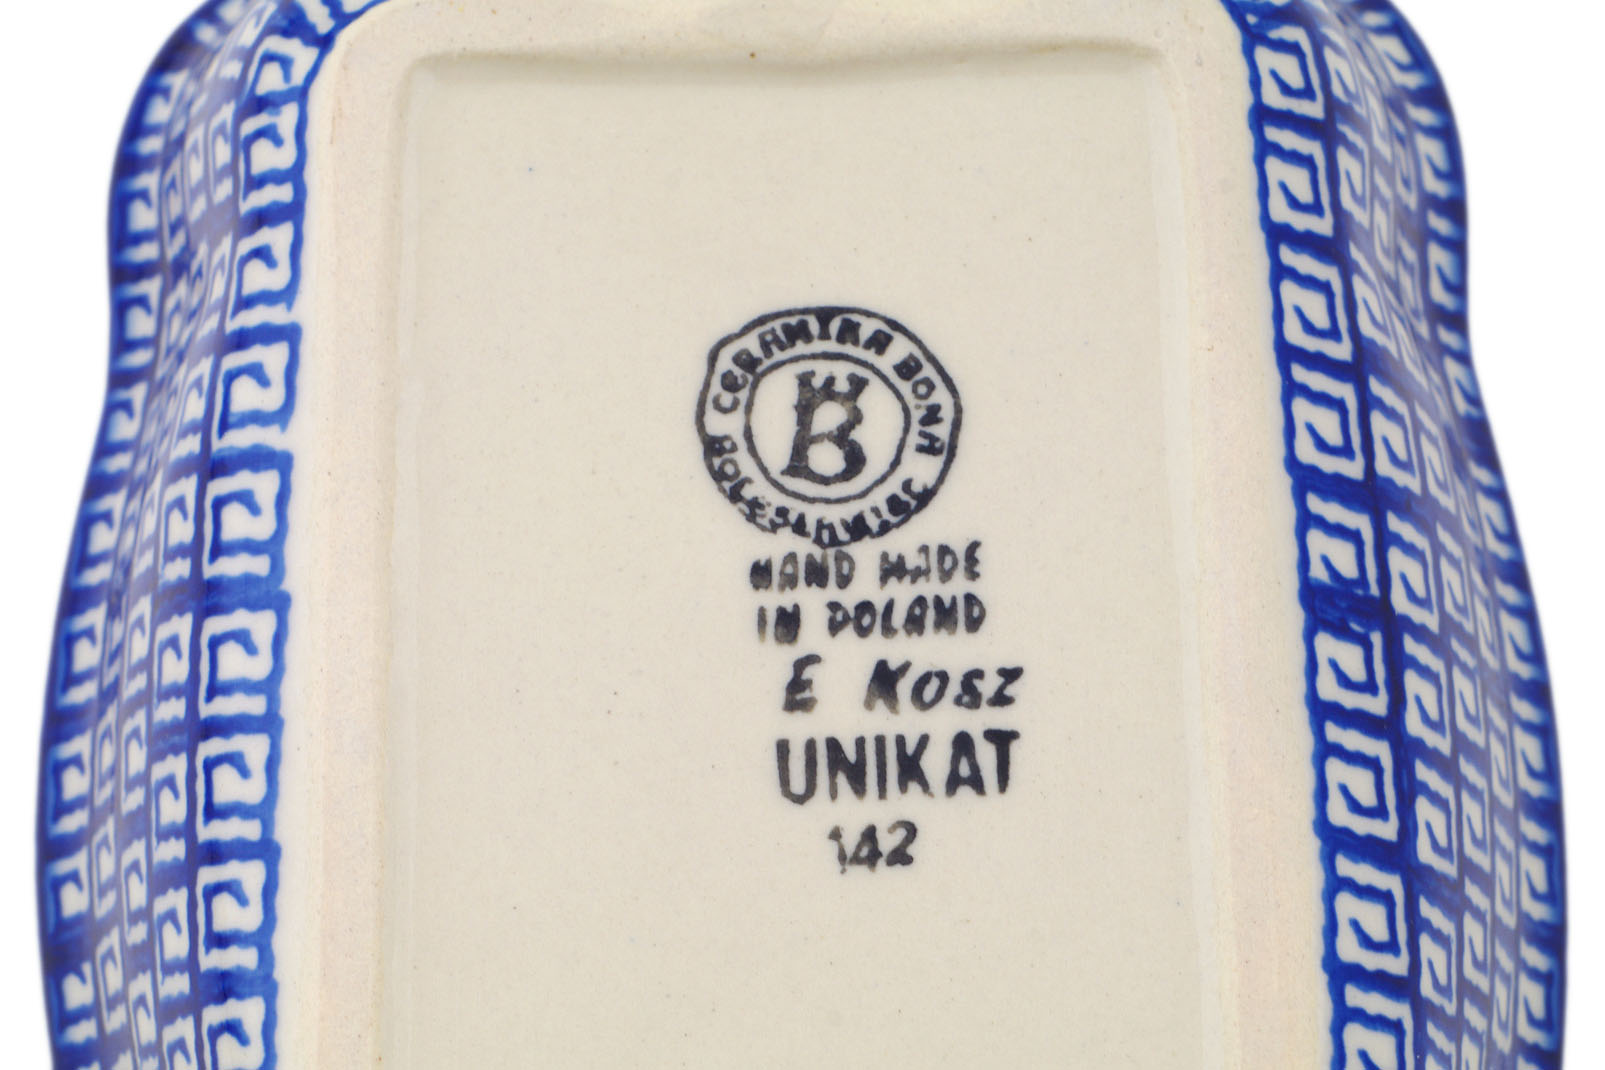 CERAMIKA BONA
BOLESŁAWIEC
B
HAND MADE
IN POLAND
E KOSZ
UNIKAT
142